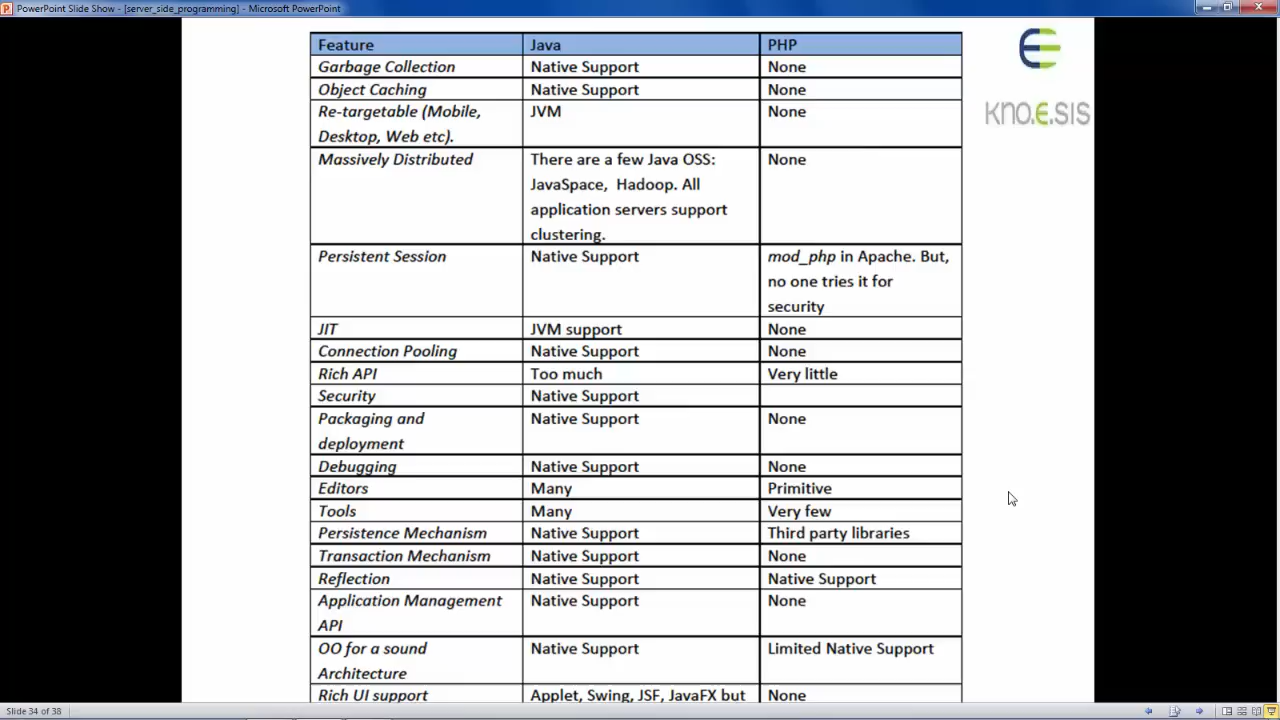 PowerPoint Slide Show - [server_side_programming] - Microsoft PowerPoint
Feature Java PHP
Garbage Collection Native Support None
Object Caching Native Support None
Re-targetable (Mobile, JVM None
Desktop, Web etc).
Massively Distributed There are a few Java OSS: None
JavaSpace, Hadoop. All
application servers support
clustering.
Persistent Session Native Support mod_php in Apache. But,
no one tries it for
security
JIT JVM support None
Connection Pooling Native Support None
Rich API Too much Very little
Security Native Support
Packaging and Native Support None
deployment
Debugging Native Support None
Editors Many Primitive
Tools Many Very few
Persistence Mechanism Native Support Third party libraries
Transaction Mechanism Native Support None
Reflection Native Support Native Support
Application Management Native Support None
API
OO for a sound Native Support Limited Native Support
Architecture
Rich UI support Applet, Swing, JSF, JavaFX but None
kno.e.sis
Slide 34 of 38